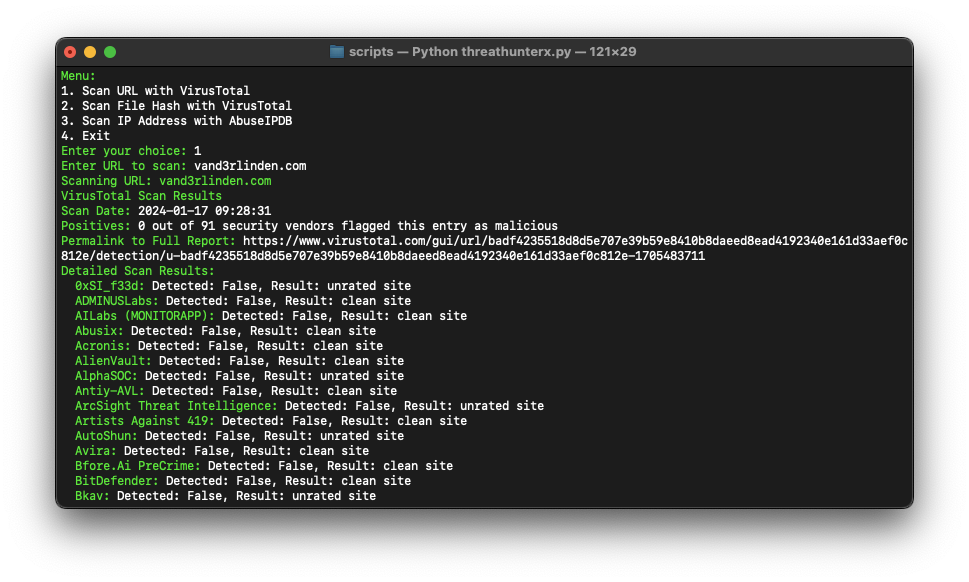 scripts — Python threathunterx.py — 121×29
Menu:
1. Scan URL with VirusTotal
2. Scan File Hash with VirusTotal
3. Scan IP Address with AbuseIPDB
4. Exit
Enter your choice: 1
Enter URL to scan: vand3rlinden.com
Scanning URL: vand3rlinden.com
VirusTotal Scan Results
Scan Date: 2024-01-17 09:28:31
Positives: 0 out of 91 security vendors flagged this entry as malicious
Permalink to Full Report: https://www.virustotal.com/gui/url/badf4235518d8d5e707e39b59e8410b8daeed8ead4192340e161d33aef0c
812e/detection/u-badf4235518d8d5e707e39b59e8410b8daeed8ead4192340e161d33aef0c812e-1705483711
Detailed Scan Results:
0xSI_f33d: Detected: False, Result: unrated site
ADMINUSLabs: Detected: False, Result: clean site
AILabs (MONITORAPP): Detected: False, Result: clean site
Abusix: Detected: False, Result: clean site
Acronis: Detected: False, Result: clean site
AlienVault: Detected: False, Result: clean site
AlphaSOC: Detected: False, Result: unrated site
Antiy-AVL: Detected: False, Result: clean site
ArcSight Threat Intelligence: Detected: False, Result: unrated site
Artists Against 419: Detected: False, Result: clean site
AutoShun: Detected: False, Result: unrated site
Avira: Detected: False, Result: clean site
Bfore.Ai PreCrime: Detected: False, Result: clean site
BitDefender: Detected: False, Result: clean site
Bkav: Detected: False, Result: unrated site